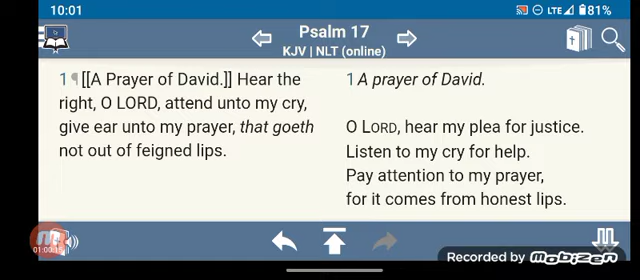 10:01
LTE 81%
Psalm 17
KJV | NLT (online)
1 ¶ [[A Prayer of David.]] Hear the
right, O LORD, attend unto my cry,
give ear unto my prayer, that goeth
not out of feigned lips.
1 A prayer of David.
O LORD, hear my plea for justice.
Listen to my cry for help.
Pay attention to my prayer,
for it comes from honest lips.
Recorded by mobizen